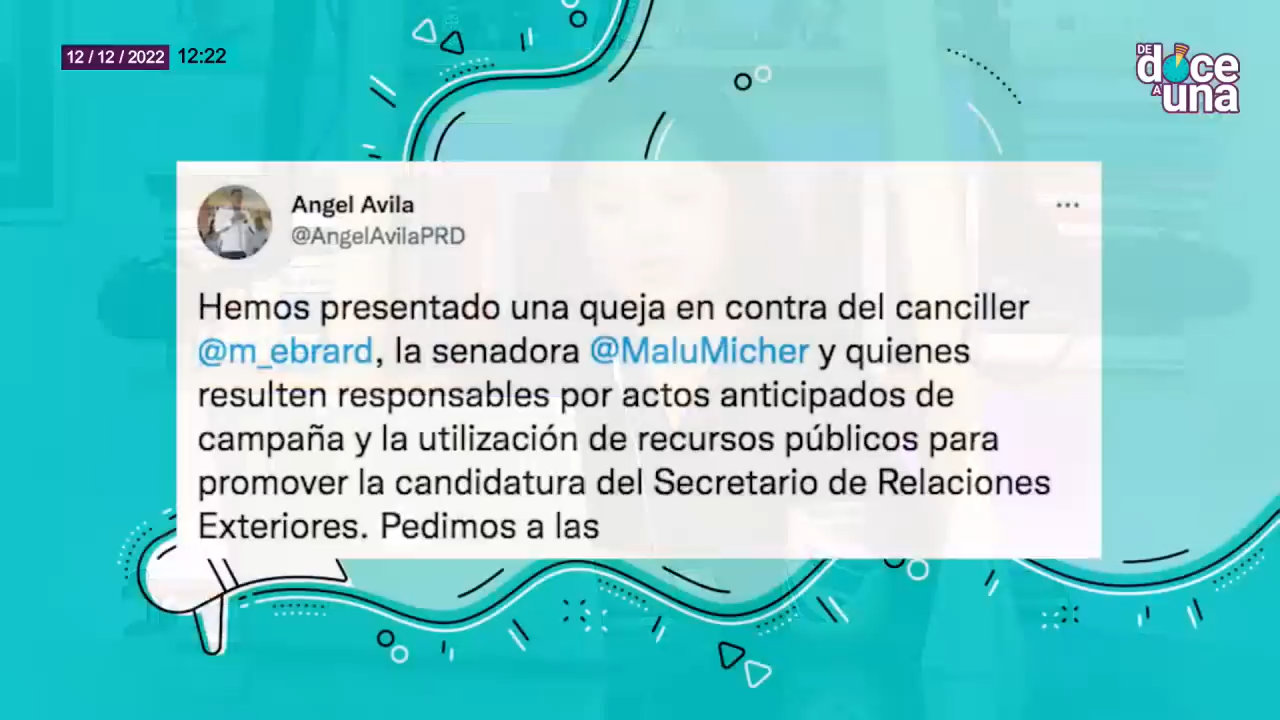 12 / 12 / 2022 12:22
DE
doce
A
una
Angel Avila
@AngelAvilaPRD
Hemos presentado una queja en contra del canciller
@m_ebrard, la senadora @MaluMicher y quienes
resulten responsables por actos anticipados de
campaña y la utilización de recursos públicos para
promover la candidatura del Secretario de Relaciones
Exteriores. Pedimos a las